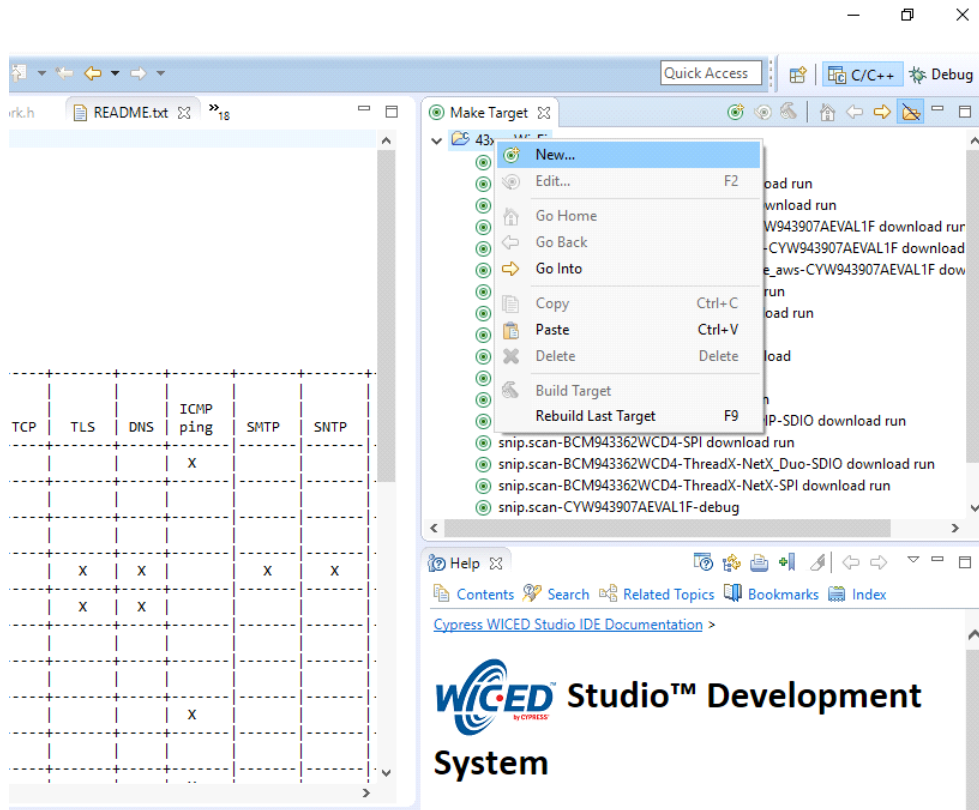 Quick Access
C/C++
Debug
rk.h
README.txt
18
Make Target
New...
Edit... F2
Go Home
Go Back
Go Into
Copy Ctrl+C
Paste Ctrl+V
Delete Delete
Build Target
Rebuild Last Target F9
oad run
wnload run
W943907AEVAL1F download run
-CYW943907AEVAL1F download
e_aws-CYW943907AEVAL1F dow
run
oad run
load
IP-SDIO download run
snip.scan-BCM943362WCD4-SPI download run
snip.scan-BCM943362WCD4-ThreadX-NetX_Duo-SDIO download run
snip.scan-BCM943362WCD4-ThreadX-NetX-SPI download run
snip.scan-CYW943907AEVAL1F-debug
ICMP
TCP | TLS | DNS | ping | SMTP | SNTP
X
X X X X
X X
X
Help
Contents Search Related Topics Bookmarks Index
Cypress WICED Studio IDE Documentation >
WICED™ Studio™ Development
by CYPRESS
System